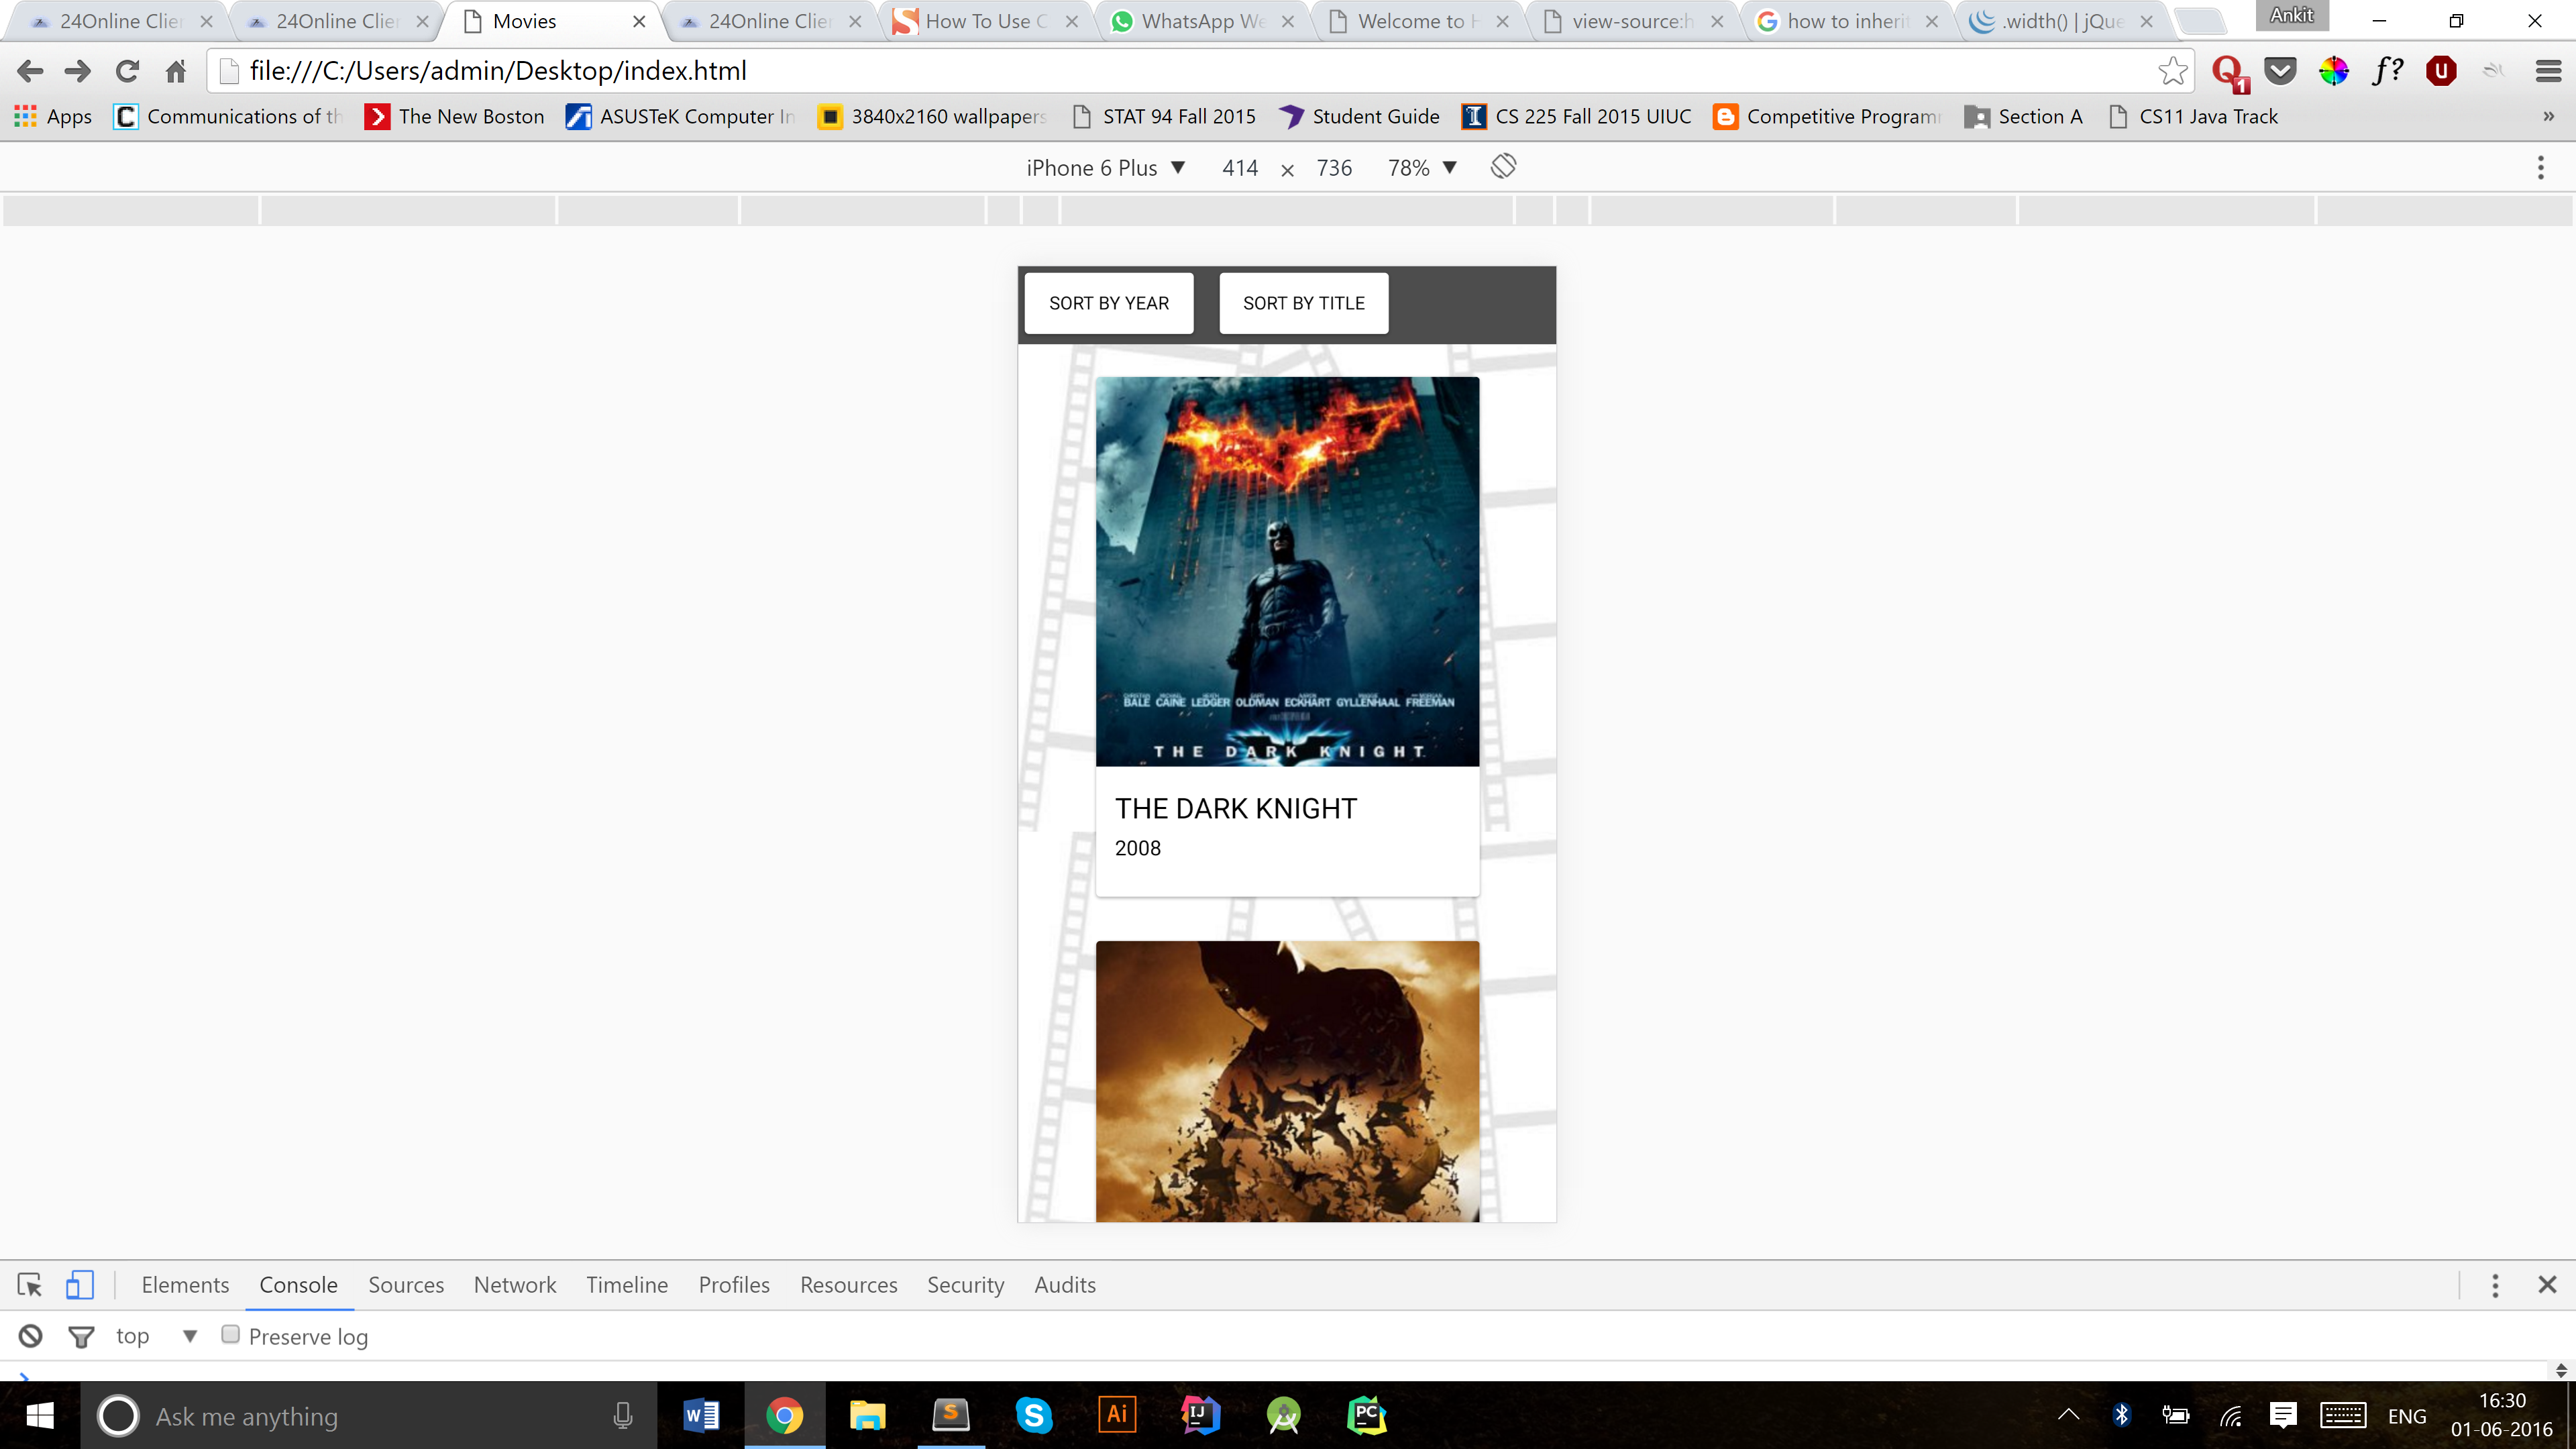 24Online Clien
24Online Clien
Movies
24Online Clien
How To Use C
WhatsApp We
Welcome to H
view-source:h
how to inherit
.width() | jQue
Ankit
file:///C:/Users/admin/Desktop/index.html
1
f?
Apps
Communications of th
The New Boston
ASUSTeK Computer In
3840x2160 wallpapers
STAT 94 Fall 2015
Student Guide
CS 225 Fall 2015 UIUC
Competitive Program
Section A
CS11 Java Track
»
iPhone 6 Plus
414 × 736
78%
SORT BY YEAR
SORT BY TITLE
BALE CAINE LEDGER OLDMAN ECKHART GYLLENHAAL FREEMAN
THE DARK KNIGHT
THE DARK KNIGHT
2008
Elements
Console
Sources
Network
Timeline
Profiles
Resources
Security
Audits
top
Preserve log
Ask me anything
ENG
16:30
01-06-2016